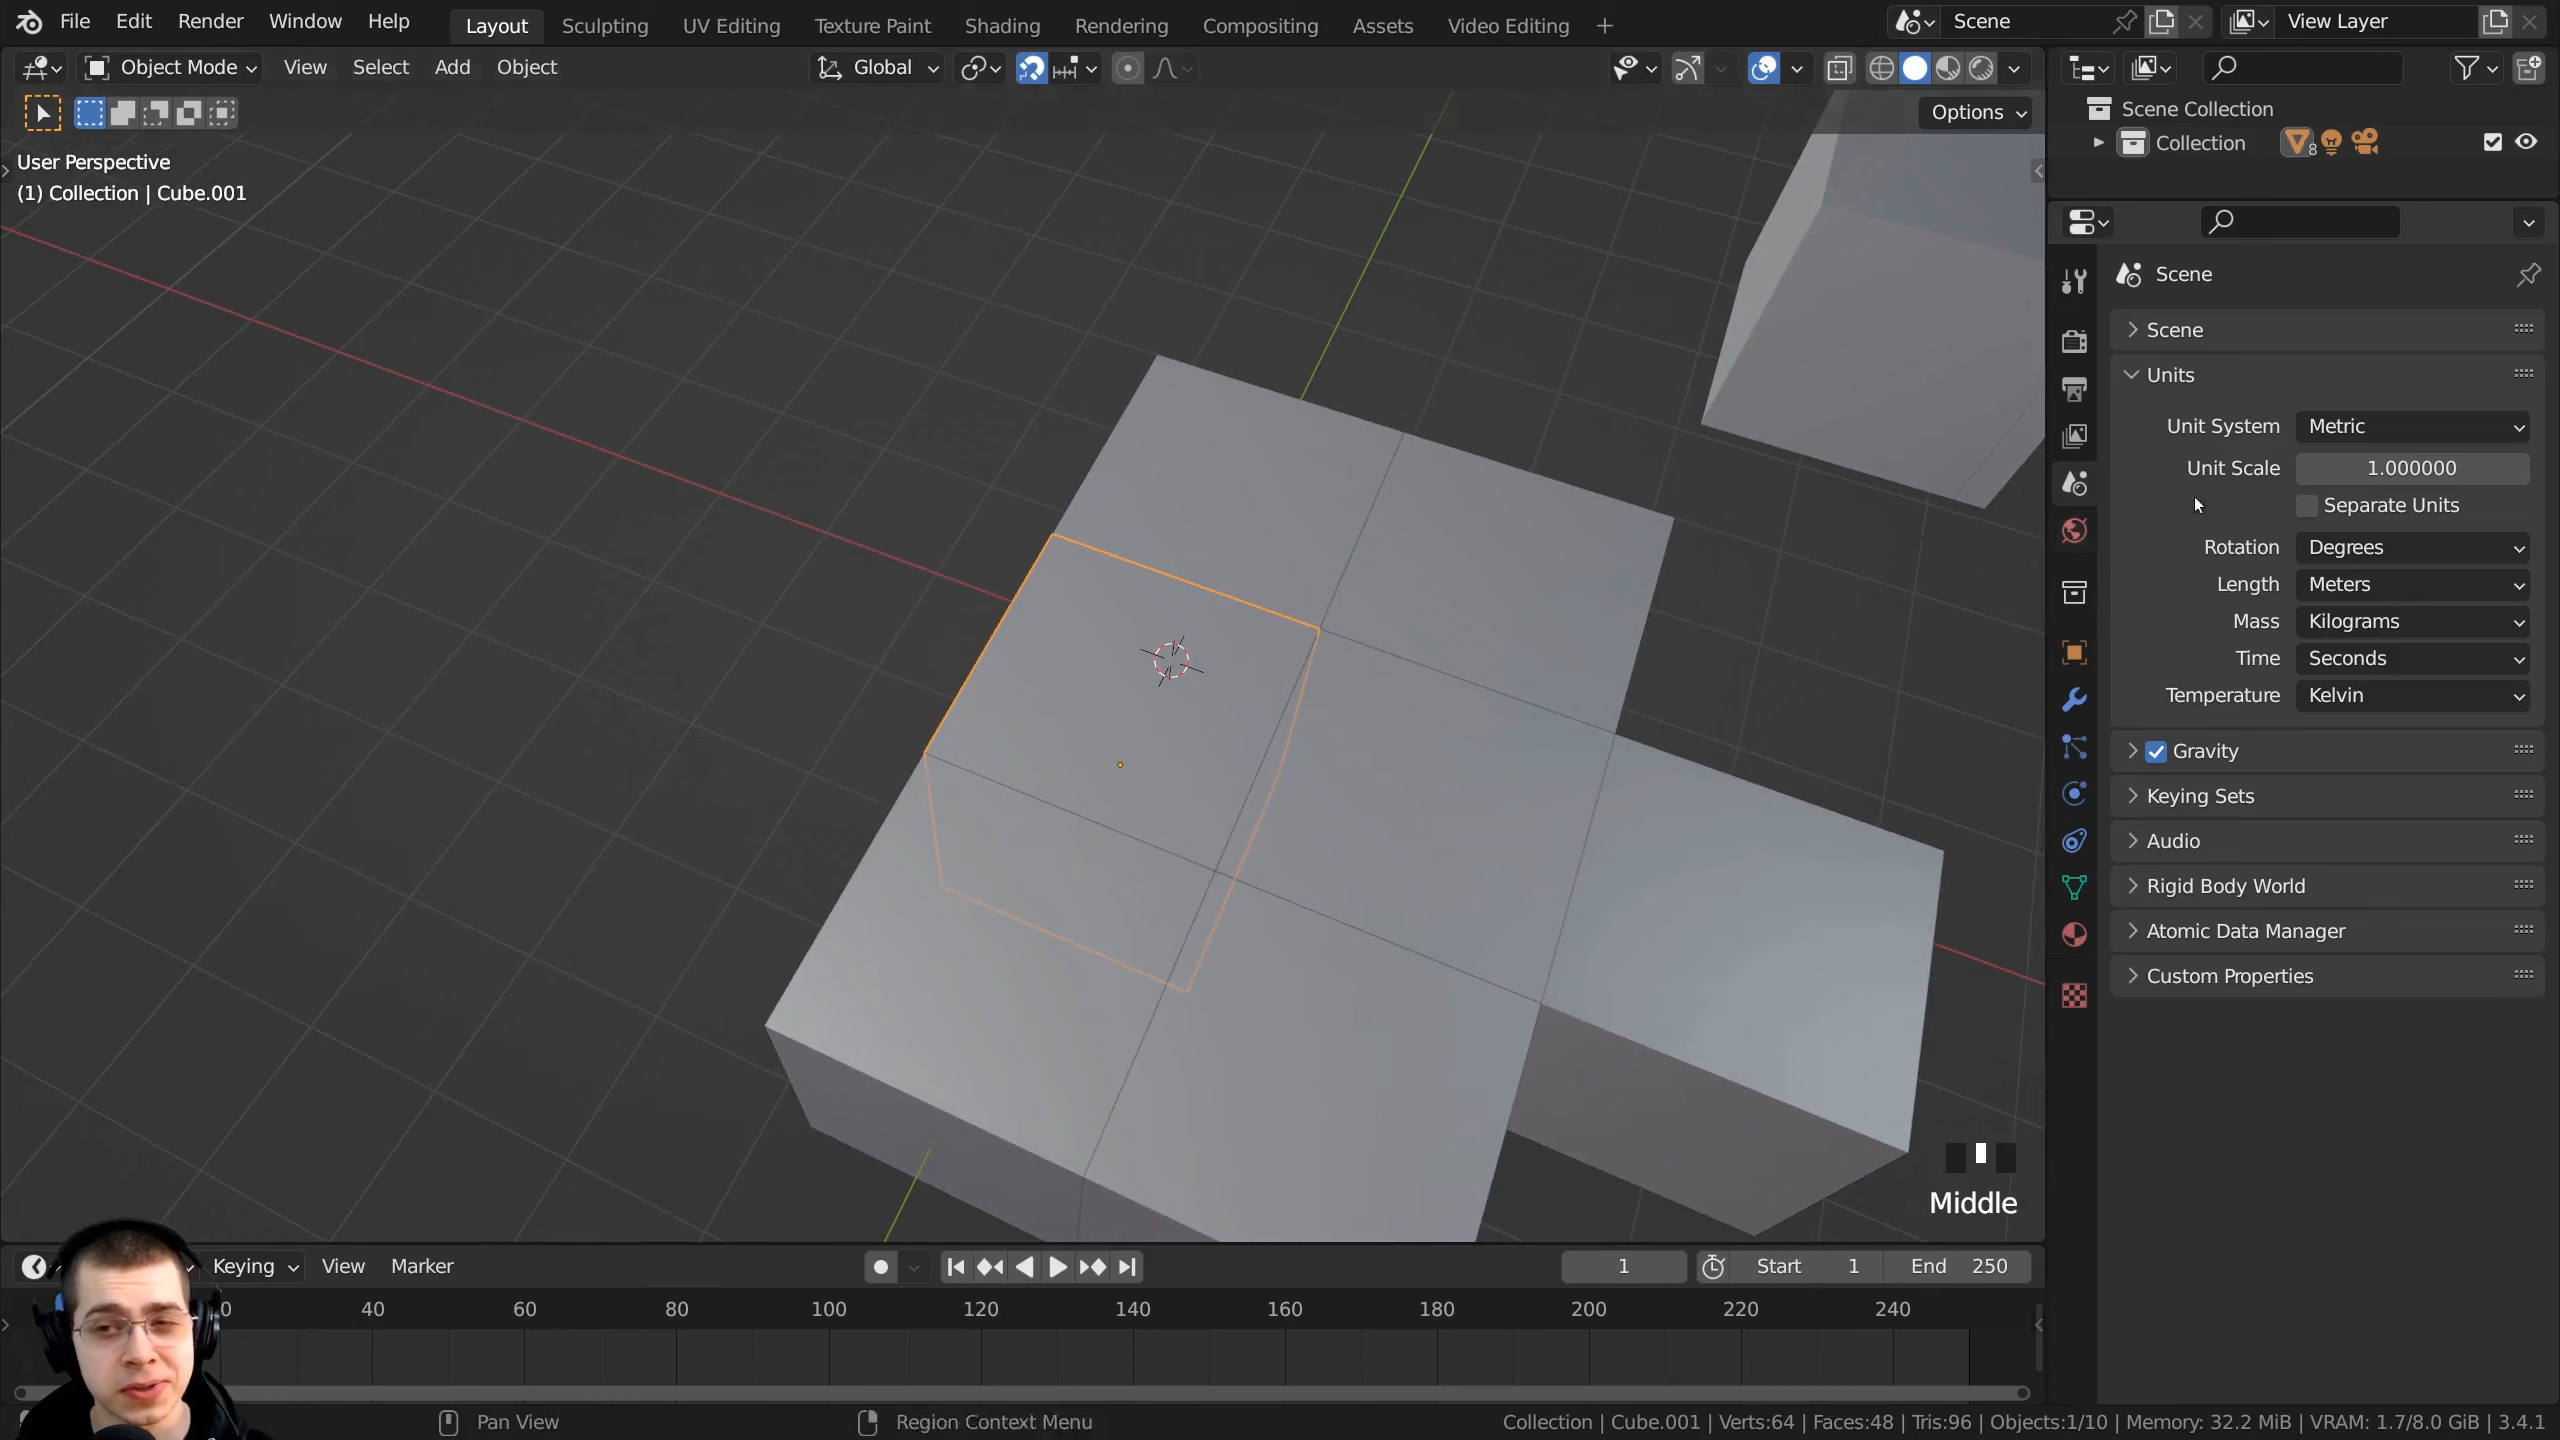 File Edit Render Window Help Layout Sculpting UV Editing Texture Paint Shading Rendering Compositing Assets Video Editing + Scene View Layer
Object Mode View Select Add Object Global
Options
User Perspective
(1) Collection | Cube.001
Scene Collection
Collection 8
Scene
Scene
Units
Unit System Metric
Unit Scale 1.000000
Separate Units
Rotation Degrees
Length Meters
Mass Kilograms
Time Seconds
Temperature Kelvin
Gravity
Keying Sets
Audio
Rigid Body World
Atomic Data Manager
Custom Properties
Middle
Keying View Marker 1 Start 1 End 250
0 40 60 80 100 120 140 160 180 200 220 240
Pan View Region Context Menu Collection | Cube.001 | Verts:64 | Faces:48 | Tris:96 | Objects:1/10 | Memory: 32.2 MiB | VRAM: 1.7/8.0 GiB | 3.4.1